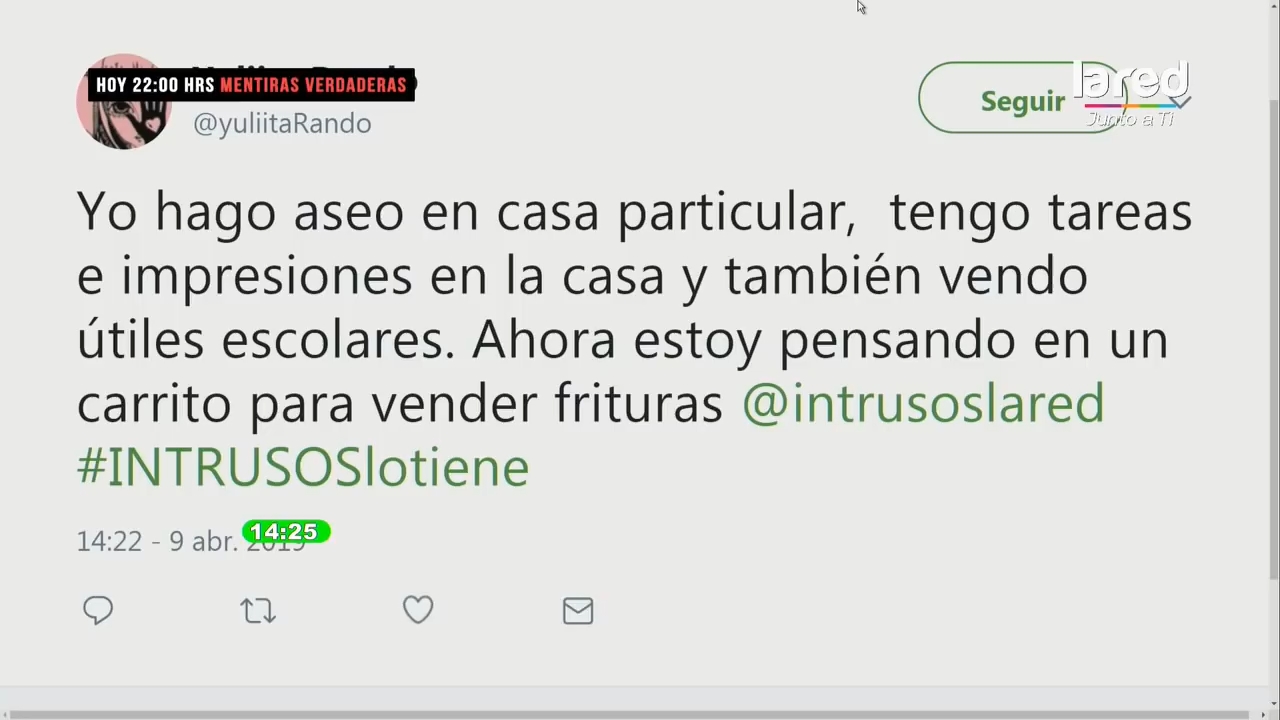 HOY 22:00 HRS MENTIRAS VERDADERAS
@yuliitaRando
Seguir
lared
Junto a Ti
Yo hago aseo en casa particular, tengo tareas
e impresiones en la casa y también vendo
útiles escolares. Ahora estoy pensando en un
carrito para vender frituras @intrusoslared
#INTRUSOSlotiene
14:22 - 9 abr. 2019
14:25